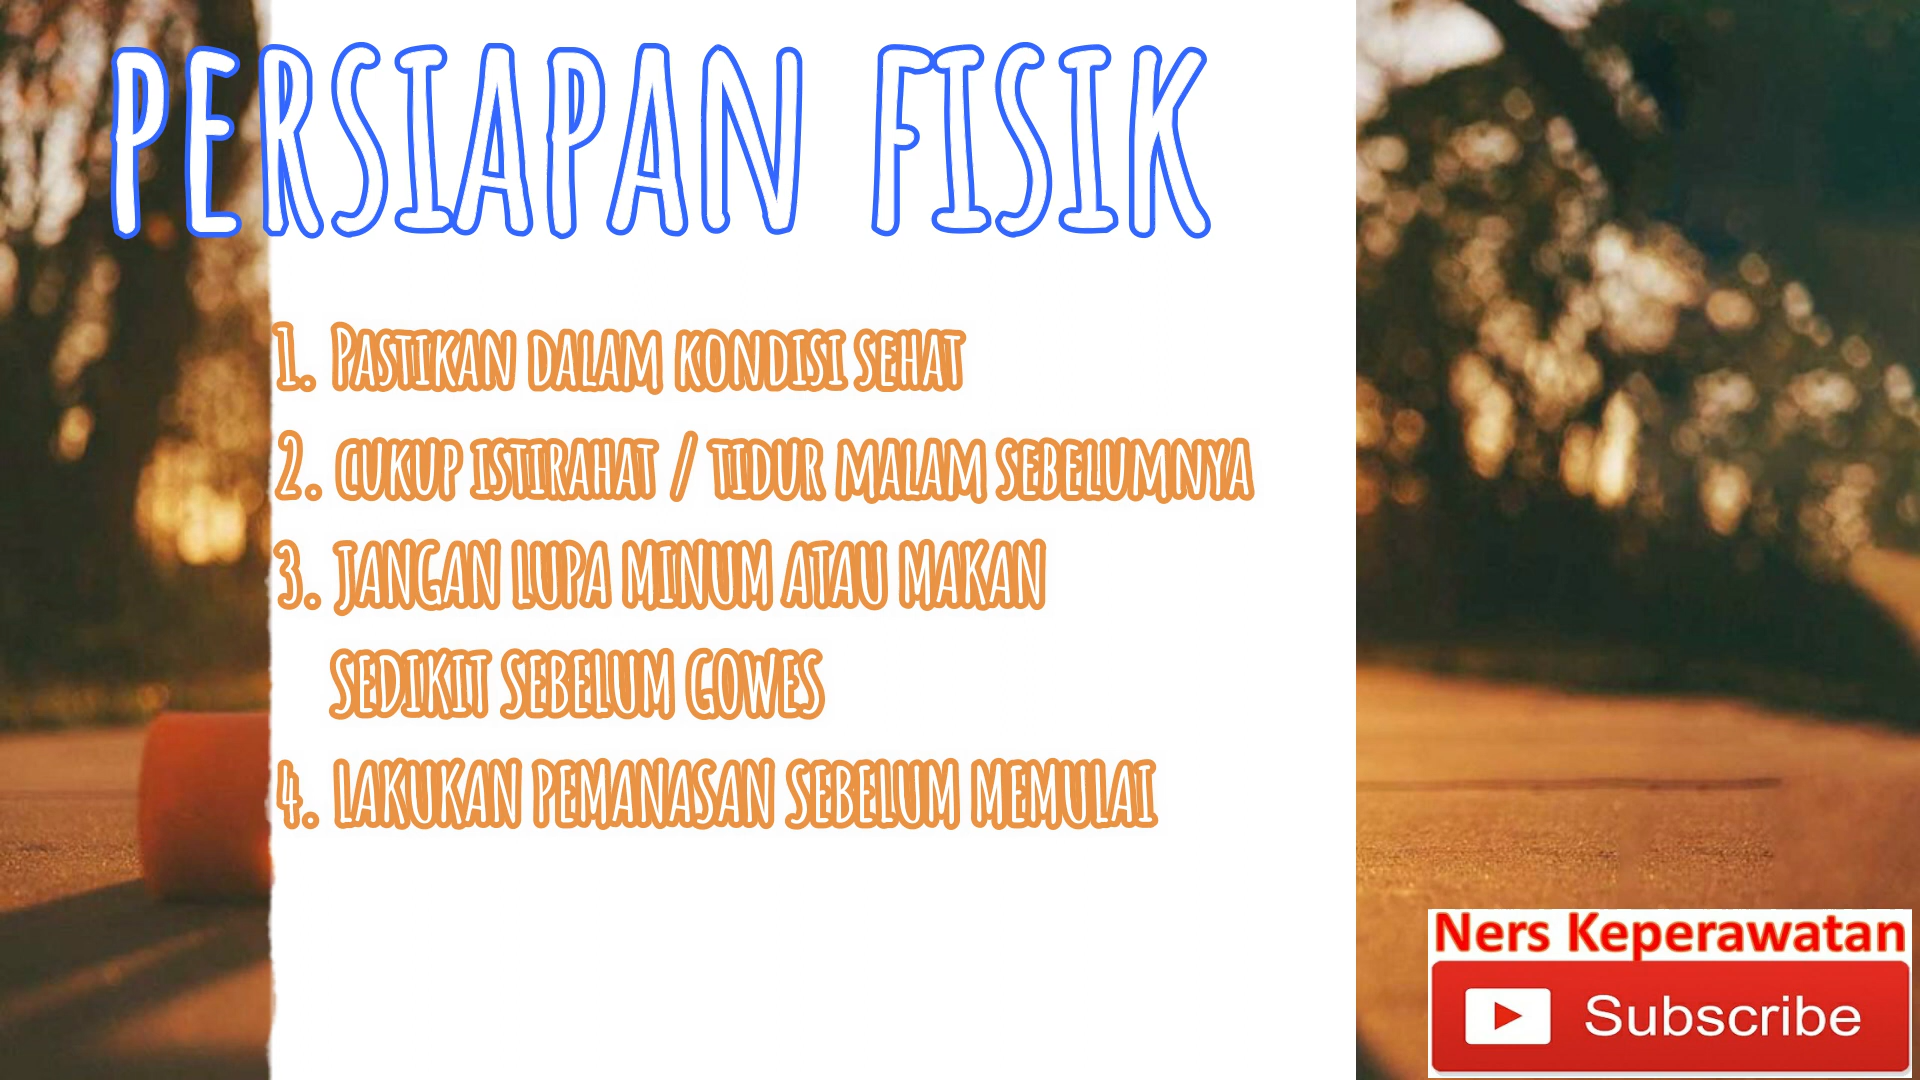 PERSIAPAN FISIK
1. PASTIKAN DALAM KONDISI SEHAT
2. CUKUP ISTIRAHAT / TIDUR MALAM SEBELUMNYA
3. JANGAN LUPA MINUM ATAU MAKAN
SEDIKIT SEBELUM GOWES
4. LAKUKAN PEMANASAN SEBELUM MEMULAI
Ners Keperawatan
Subscribe